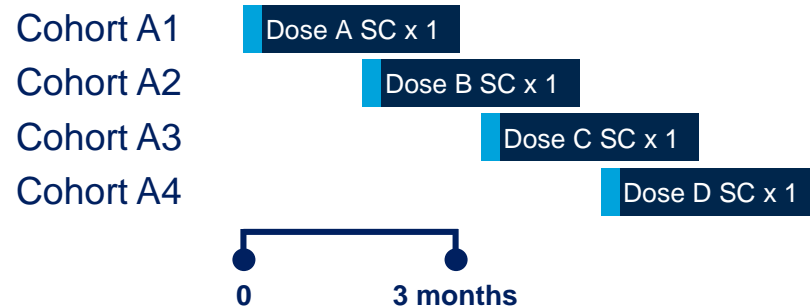 Cohort A1 Dose A SC x 1
Cohort A2 Dose B SC x 1
Cohort A3 Dose C SC x 1
Cohort A4 Dose D SC x 1
0 3 months